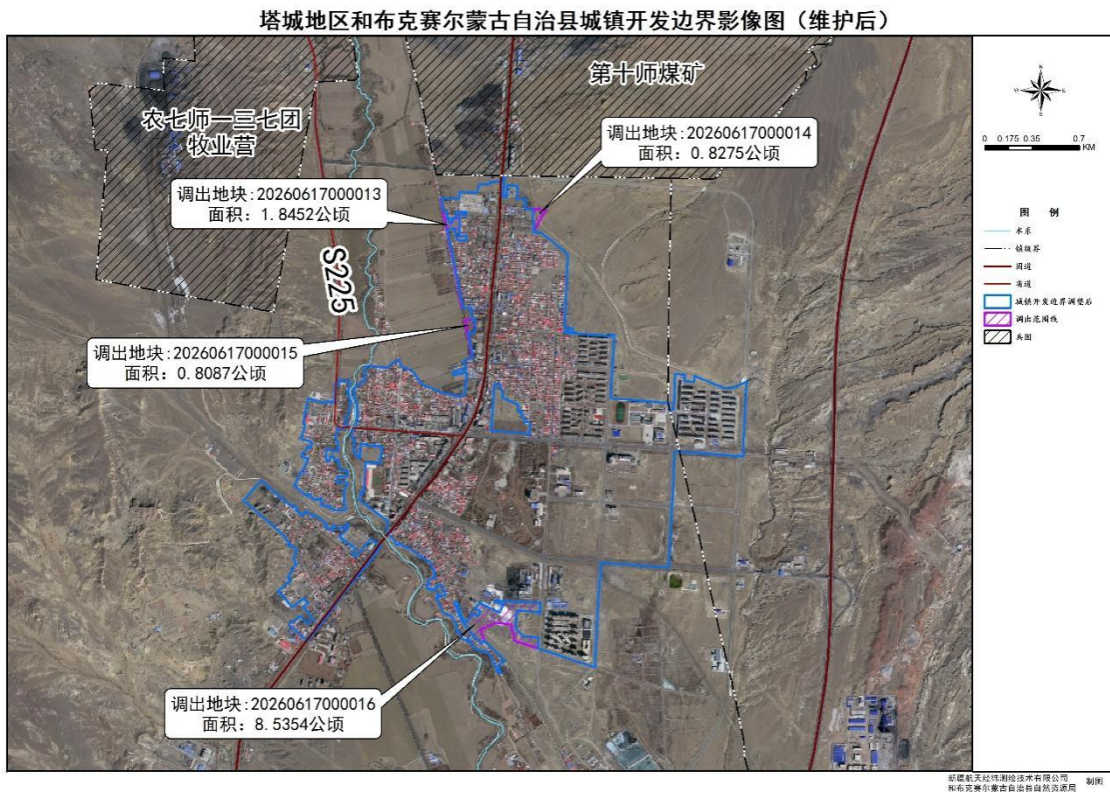 塔城地区和布克赛尔蒙古自治县城镇开发边界影像图（维护后）
第十师煤矿
农七师一三七团
牧业营
调出地块:20260617000014
面积：0.8275公顷
调出地块:20260617000013
面积：1.8452公顷
S225
调出地块:20260617000015
面积：0.8087公顷
调出地块:20260617000016
面积：8.5354公顷
N
W
E
S
0 0.175 0.35 0.7
KM
图 例
水系
镇级界
国道
省道
城镇开发边界调整后
调出范围线
兵团
新疆航天经纬测绘技术有限公司
和布克赛尔蒙古自治县自然资源局
制图